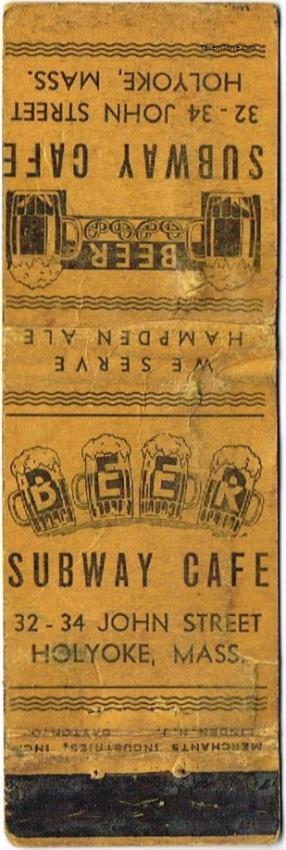 HOLYOKE, MASS.
32-34 JOHN STREET
SUBWAY CAFE
BEER
WE SERVE
HAMPDEN ALE
BEER
SUBWAY CAFE
32-34 JOHN STREET
HOLYOKE, MASS.
MERCHANTS INDUSTRIES, INC.
LINDEN, N.J. DAYTON, O.